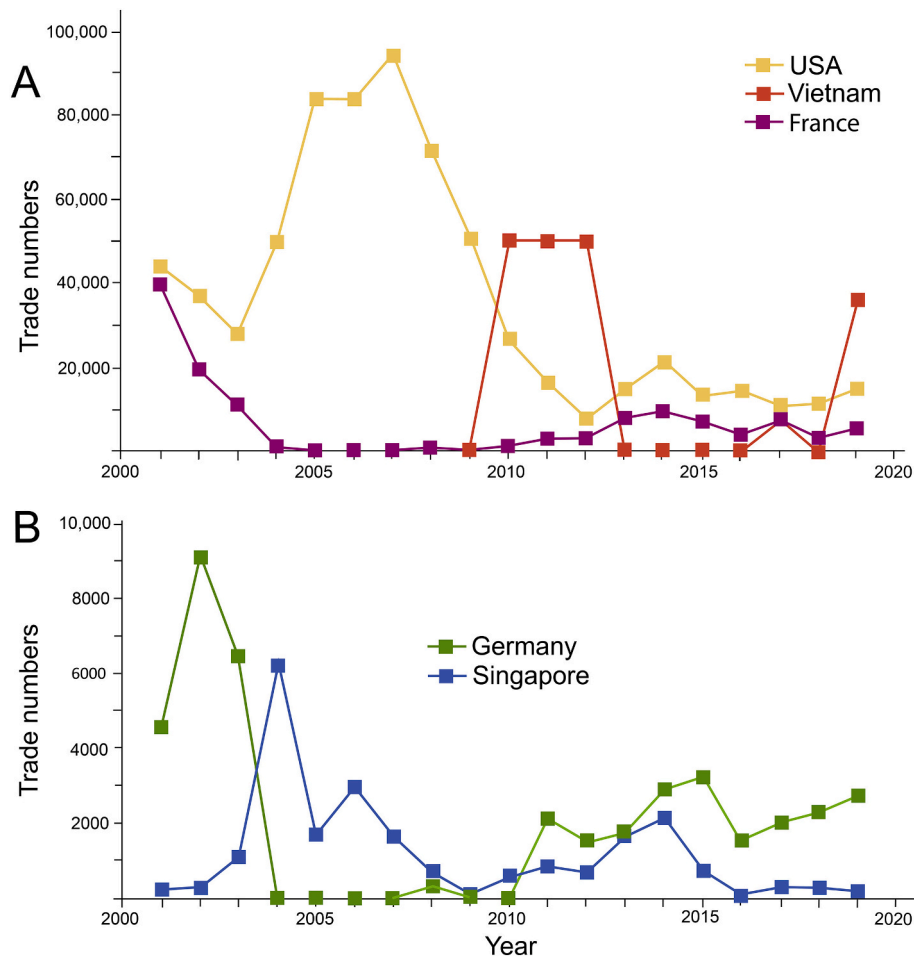 A
Trade numbers
100,000
80,000
60,000
40,000
20,000
USA
Vietnam
France
2000
2005
2010
2015
2020
B
Trade numbers
10,000
8000
6000
4000
2000
Germany
Singapore
2000
2005
2010
2015
2020
Year